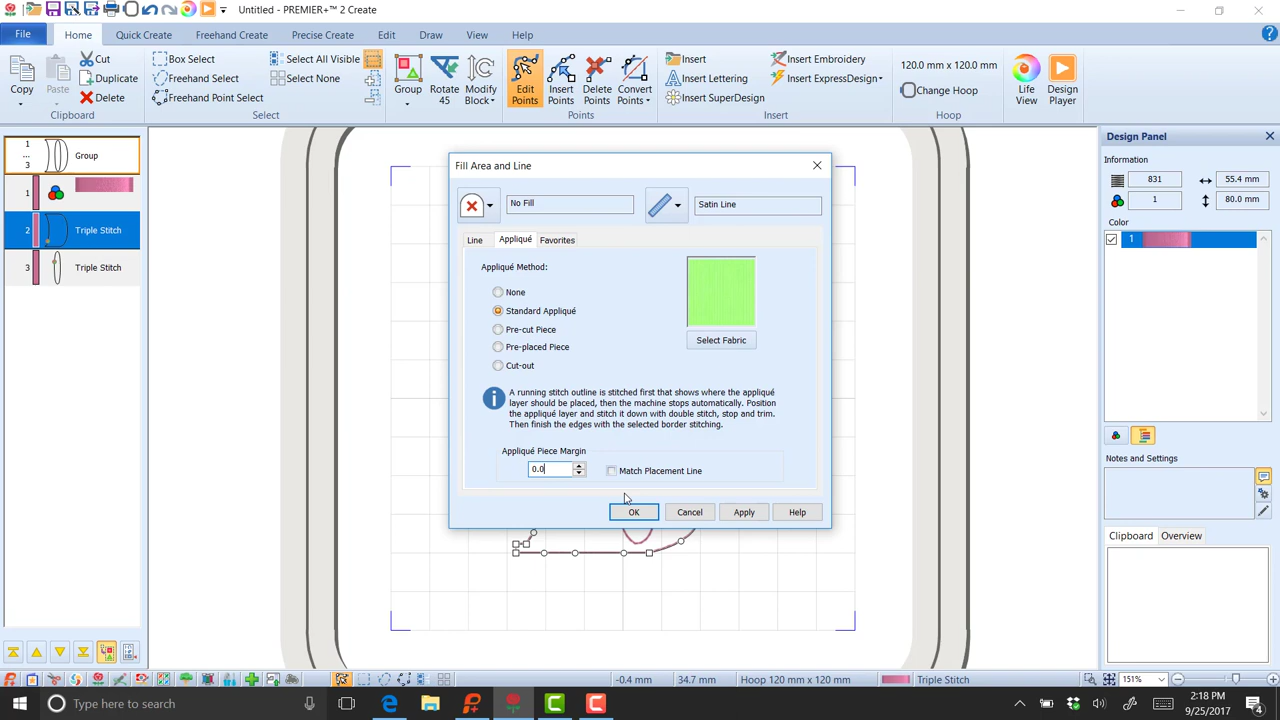 Untitled - PREMIER+™ 2 Create
File Home Quick Create Freehand Create Precise Create Edit Draw View Help
Copy
Paste
Cut
Duplicate
Delete
Clipboard
Box Select
Freehand Select
Freehand Point Select
Select All Visible
Select None
Select
Group
Rotate 45
Modify Block
Edit Points
Insert Points
Delete Points
Convert Points
Points
Insert
Insert Lettering
Insert SuperDesign
Insert Embroidery
Insert ExpressDesign
Insert
120.0 mm x 120.0 mm
Change Hoop
Hoop
Life View
Design Player
1
...
3
Group
1
2 Triple Stitch
3 Triple Stitch
Fill Area and Line
No Fill
Satin Line
Line Appliqué Favorites
Appliqué Method:
None
Standard Appliqué
Pre-cut Piece
Pre-placed Piece
Cut-out
Select Fabric
A running stitch outline is stitched first that shows where the appliqué
layer should be placed, then the machine stops automatically. Position
the appliqué layer and stitch it down with double stitch, stop and trim.
Then finish the edges with the selected border stitching.
Appliqué Piece Margin
0.0
Match Placement Line
OK Cancel Apply Help
Design Panel
Information
831 55.4 mm
1 80.0 mm
Color
1
Notes and Settings
Clipboard Overview
-0.4 mm 34.7 mm Hoop 120 mm x 120 mm Triple Stitch 151%
Type here to search
2:18 PM
9/25/2017
4